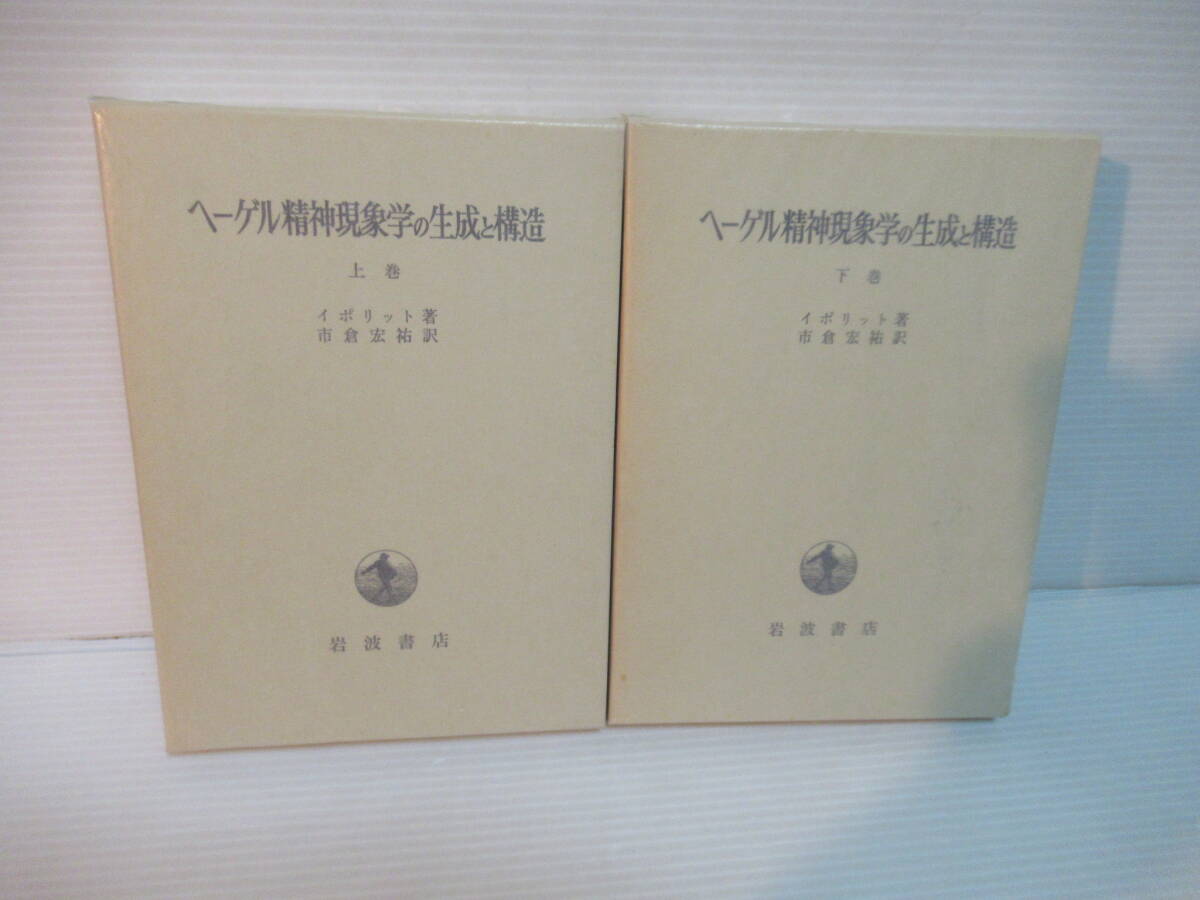 ヘーゲル精神現象学の生成と構造
上巻
イポリット著
市倉宏祐訳
岩波書店
ヘーゲル精神現象学の生成と構造
下巻
イポリット著
市倉宏祐訳
岩波書店